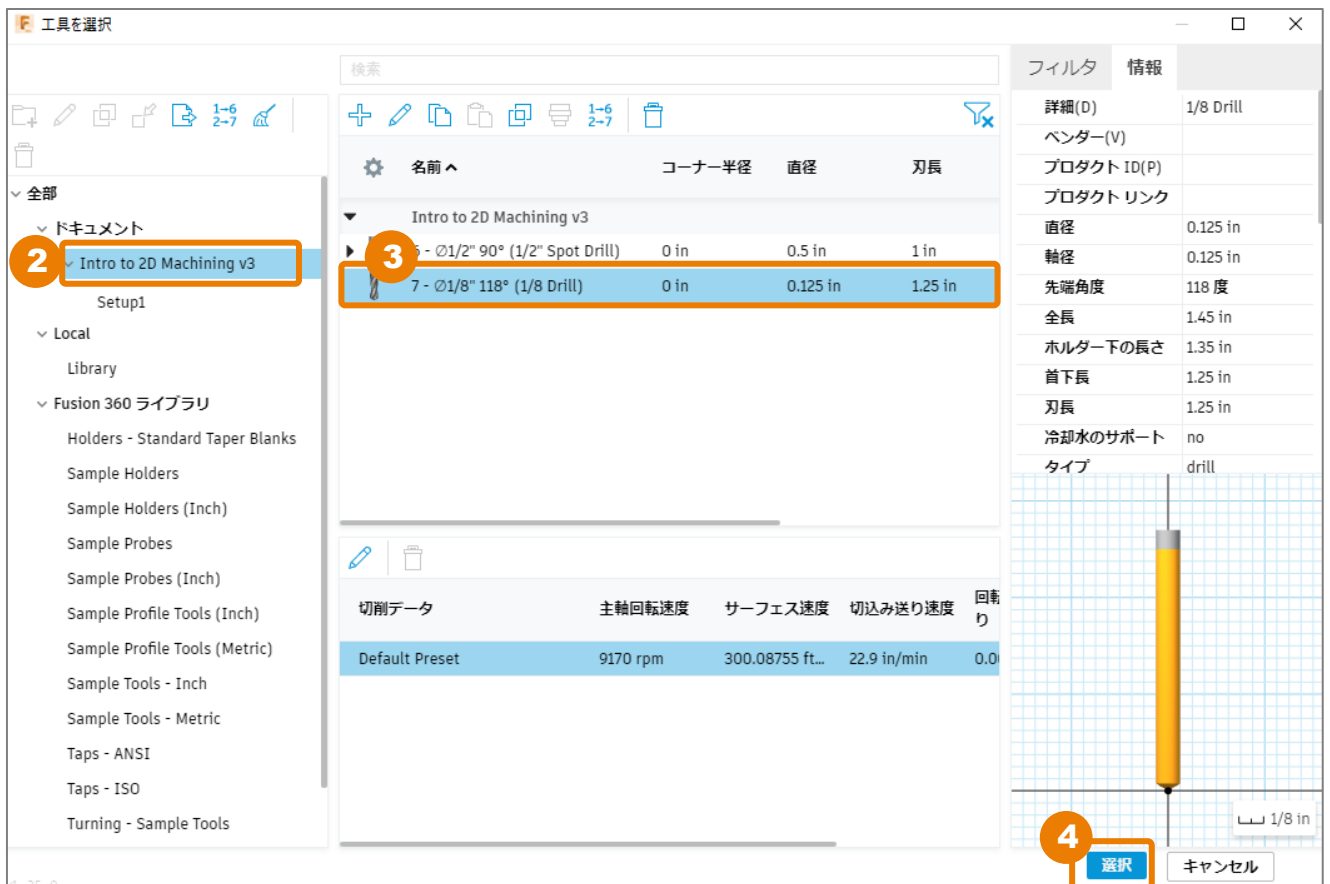 工具を選択
検索
1→6
2→7
全部
ドキュメント
2
Intro to 2D Machining v3
Setup1
Local
Library
Fusion 360 ライブラリ
Holders - Standard Taper Blanks
Sample Holders
Sample Holders (Inch)
Sample Probes
Sample Probes (Inch)
Sample Profile Tools (Inch)
Sample Profile Tools (Metric)
Sample Tools - Inch
Sample Tools - Metric
Taps - ANSI
Taps - ISO
Turning - Sample Tools
1→6
2→7
名前 コーナー半径 直径 刃長
Intro to 2D Machining v3
3
- ∅1/2" 90° (1/2" Spot Drill) 0 in 0.5 in 1 in
7 - ∅1/8" 118° (1/8 Drill) 0 in 0.125 in 1.25 in
切削データ 主軸回転速度 サーフェス速度 切込み送り速度
Default Preset 9170 rpm 300.08755 ft... 22.9 in/min
フィルタ 情報
詳細(D) 1/8 Drill
ベンダー(V)
プロダクト ID(P)
プロダクト リンク
直径 0.125 in
軸径 0.125 in
先端角度 118 度
全長 1.45 in
ホルダー下の長さ 1.35 in
首下長 1.25 in
刃長 1.25 in
冷却水のサポート no
タイプ drill
1/8 in
4
選択 キャンセル